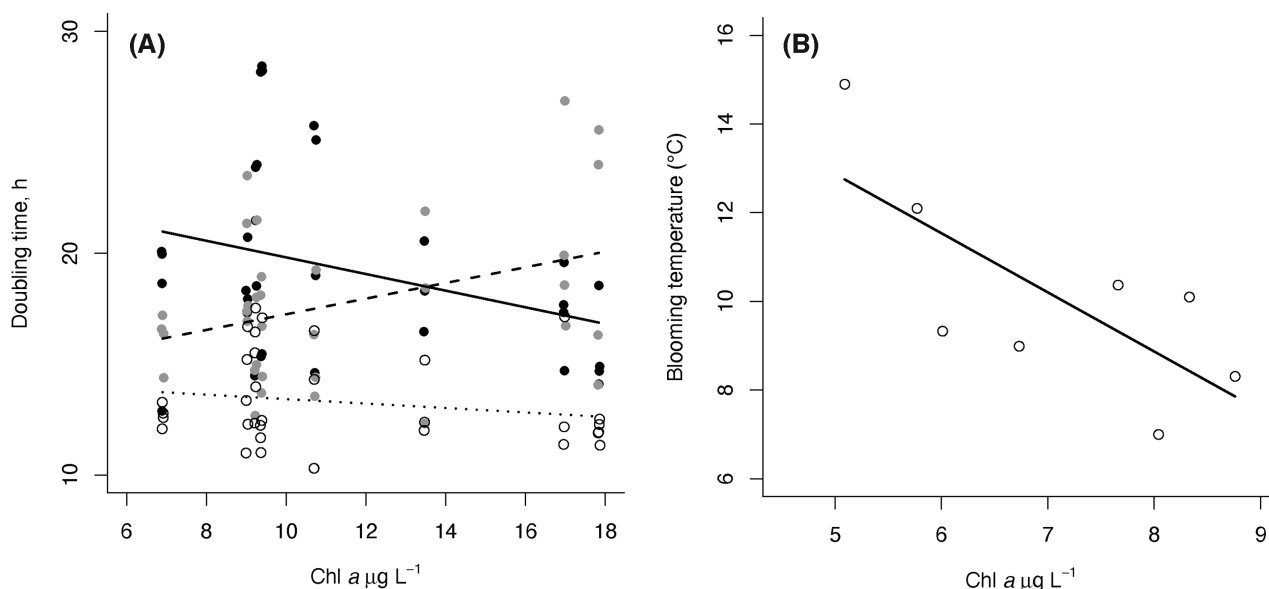 (A)
Doubling time, h
30
20
10
6 8 10 12 14 16 18
Chl a µg L⁻¹
(B)
Blooming temperature (°C)
16
14
12
10
8
6
5 6 7 8 9
Chl a µg L⁻¹